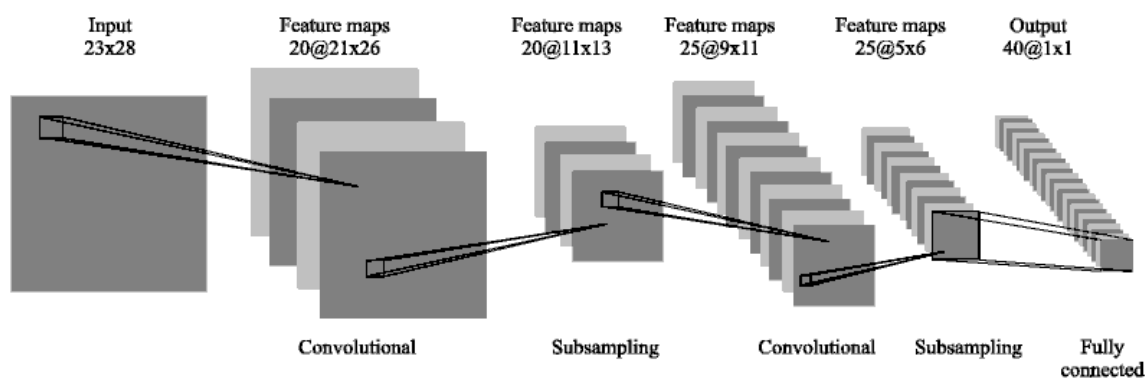 Input
23x28
Feature maps
20@21x26
Feature maps
20@11x13
Feature maps
25@9x11
Feature maps
25@5x6
Output
40@1x1
Convolutional
Subsampling
Convolutional
Subsampling
Fully
connected